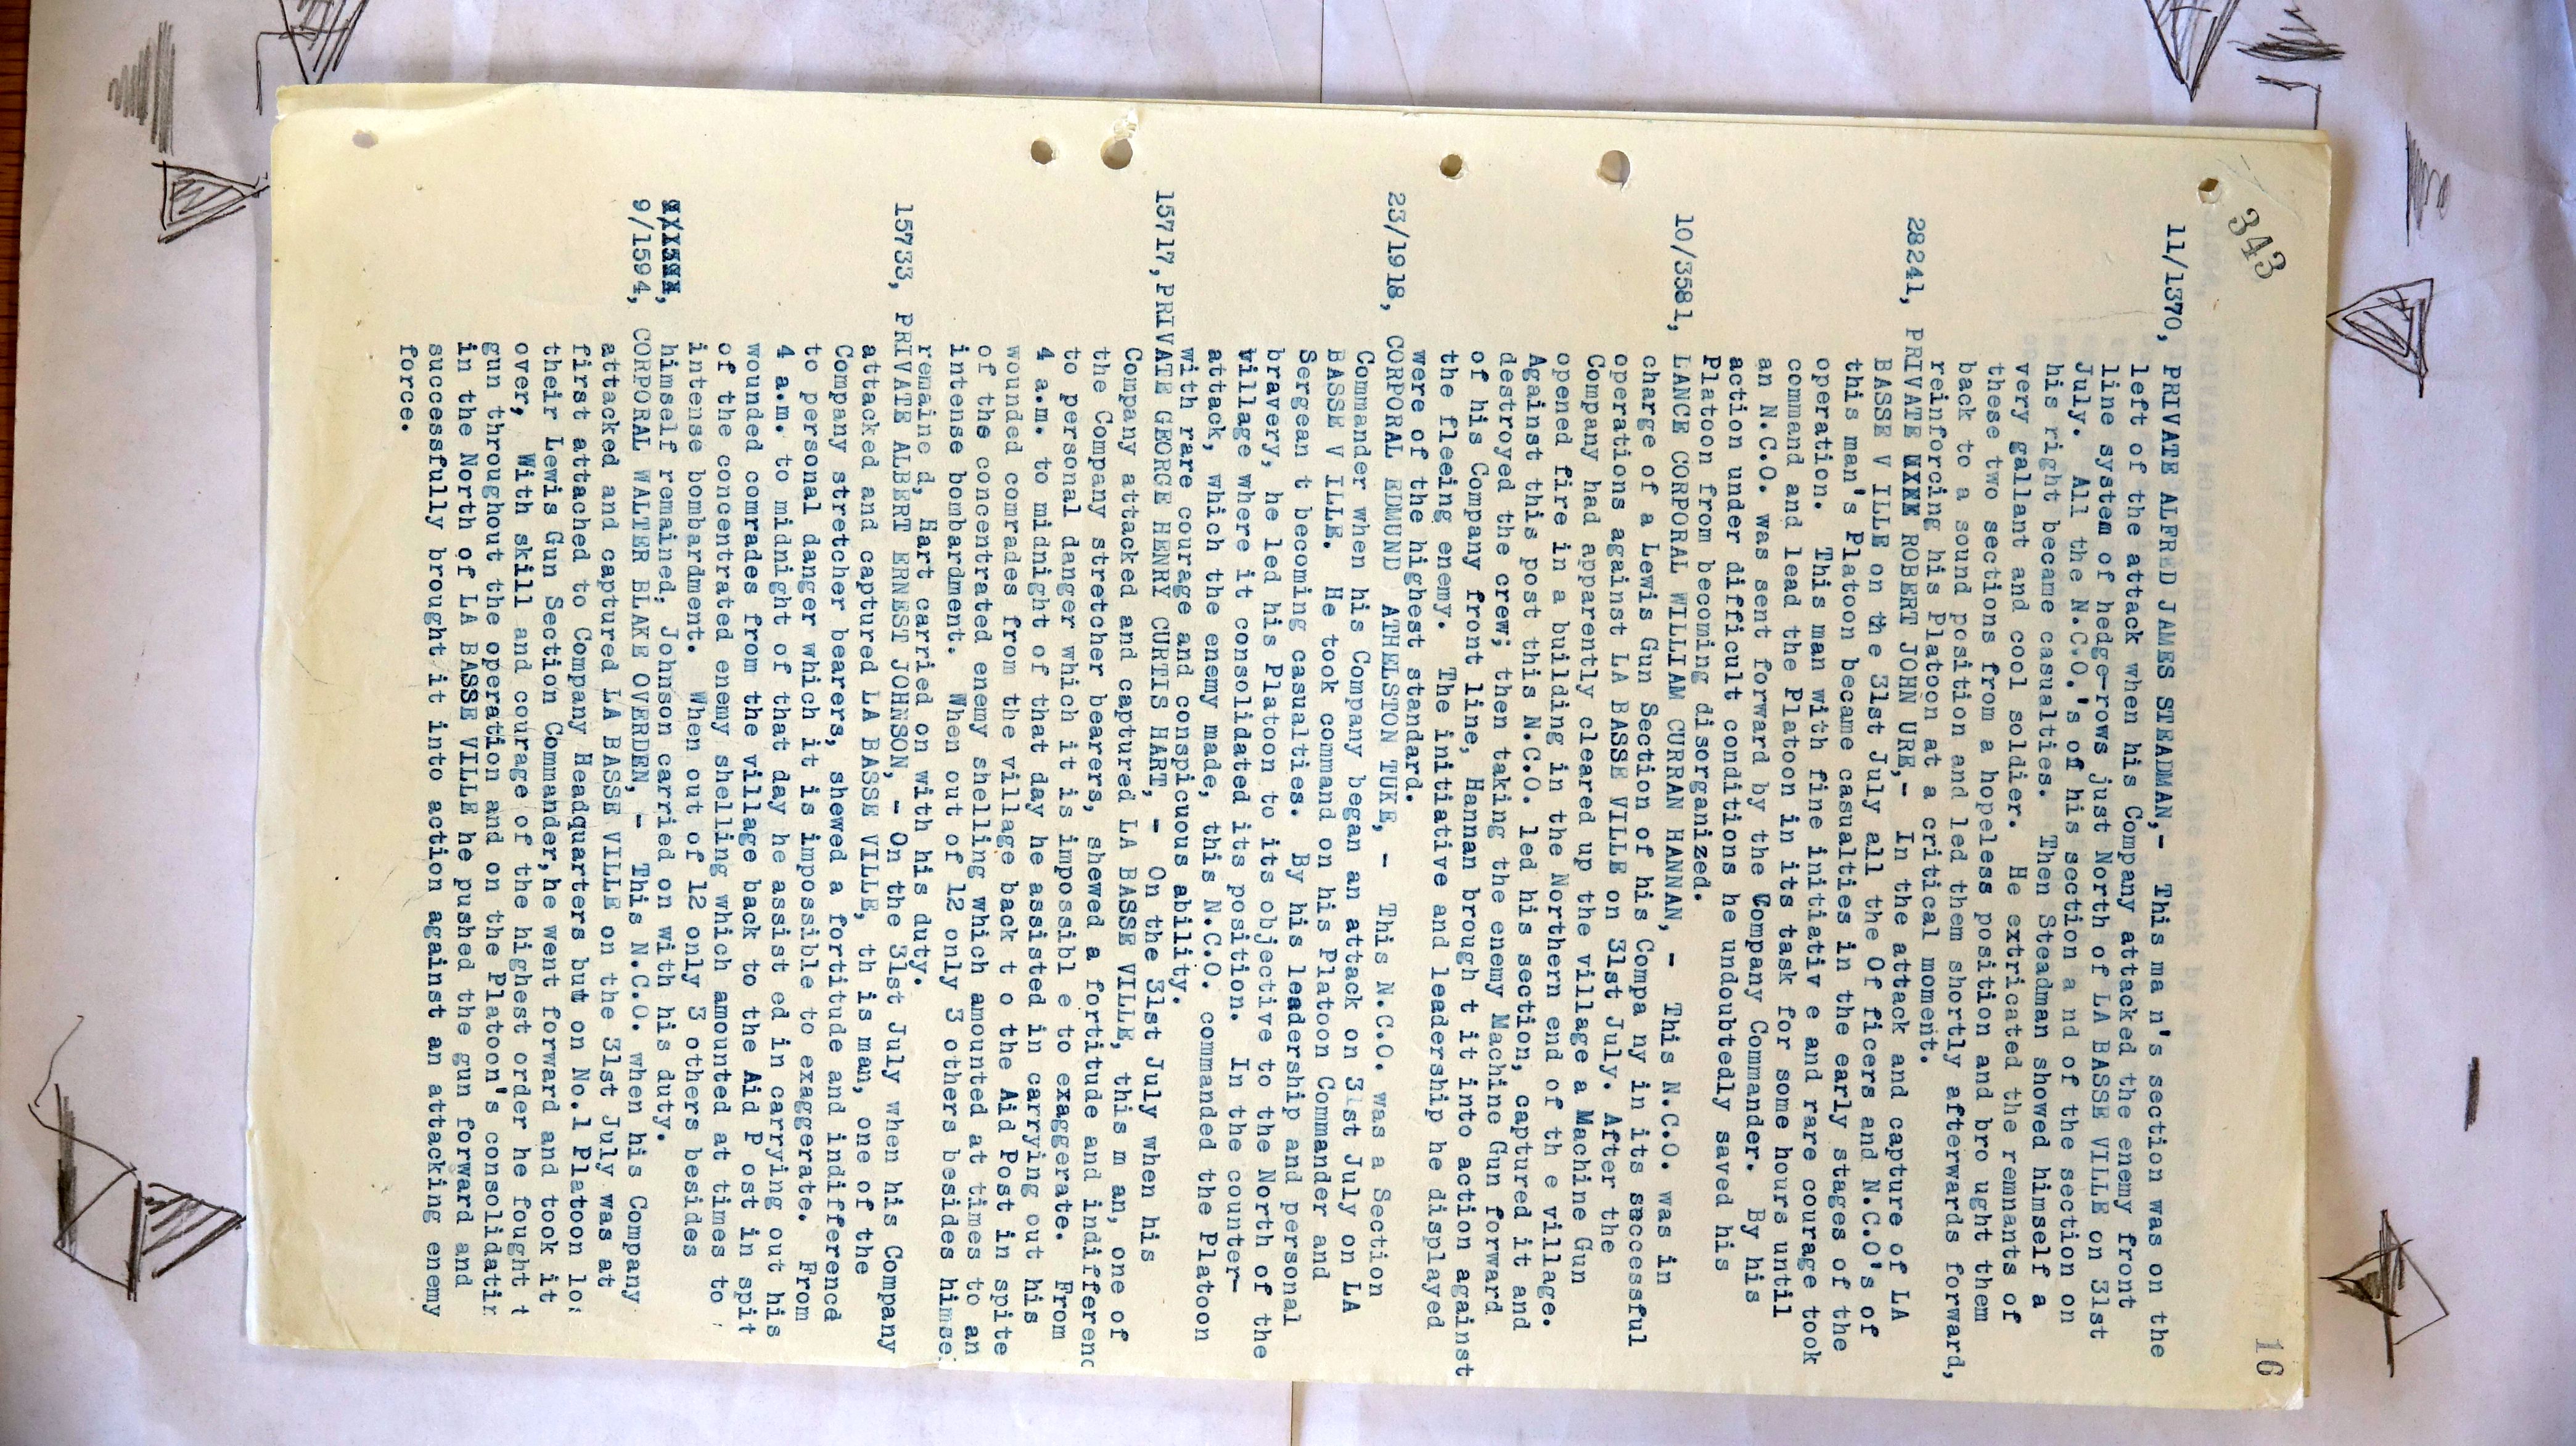 343
16
11/1370, PRIVATE ALFRED JAMES STEADMAN,- This ma n's section was on the
left of the attack when his Company attacked the enemy front
line system of hedge-rows just North of LA BASSE VILLE on 31st
July. All the N.C.O.'s of his section a nd of the section on
his right became casualties. Then Steadman showed himself a
very gallant and cool soldier. He extricated the remnants of
these two sections from a hopeless position and bro ught them
back to a sound position and led them shortly afterwards forward,
reinforcing his Platoon at a critical moment.
28241, PRIVATE ROBERT JOHN URE,- In the attack and capture of LA
BASSE V ILLE on the 31st July all the Of ficers and N.C.O's of
this man's Platoon became casualties in the early stages of the
operation. This man with fine initiativ e and rare courage took
command and lead the Platoon in its task for some hours until
an N.C.O. was sent forward by the Company Commander. By his
action under difficult conditions he undoubtedly saved his
Platoon from becoming disorganized.
10/3581, LANCE CORPORAL WILLIAM CURRAN HANNAN, - This N.C.O. was in
charge of a Lewis Gun Section of his Compa ny in its successful
operations against LA BASSE VILLE on 31st July. After the
Company had apparently cleared up the village a Machine Gun
opened fire in a building in the Northern end of th e village.
Against this post this N.C.O. led his section, captured it and
destroyed the crew; then taking the enemy Machine Gun forward
of his Company front line, Hannan brough t it into action against
the fleeing enemy. The initiative and leadership he displayed
were of the highest standard.
23/1918, CORPORAL EDMUND ATHELSTON TUKE, - This N.C.O. was a Section
Commander when his Company began an attack on 31st July on LA
BASSE V ILLE. He took command on his Platoon Commander and
Sergean t becoming casualties. By his leadership and personal
bravery, he led his Platoon to its objective to the North of the
village where it consolidated its position. In the counter-
attack, which the enemy made, this N.C.O. commanded the Platoon
with rare courage and conspicuous ability.
15717, PRIVATE GEORGE HENRY CURTIS HART, - On the 31st July when his
Company attacked and captured LA BASSE VILLE, this m an, one of
the Company stretcher bearers, shewed a fortitude and indifferenc
to personal danger which it is impossibl e to exaggerate. From
4 a.m. to midnight of that day he assisted in carrying out his
wounded comrades from the village back t o the Aid Post in spite
of the concentrated enemy shelling which amounted at times to an
intense bombardment. When out of 12 only 3 others besides himse
remaine d, Hart carried on with his duty.
15733, PRIVATE ALBERT ERNEST JOHNSON, - On the 31st July when his Company
attacked and captured LA BASSE VILLE, th is man, one of the
Company stretcher bearers, shewed a fortitude and indifference
to personal danger which it is impossible to exaggerate. From
4 a.m. to midnight of that day he assist ed in carrying out his
wounded comrades from the village back to the Aid P ost in spit
of the concentrated enemy shelling which amounted at times to
intense bombardment. When out of 12 only 3 others besides
himself remained, Johnson carried on with his duty.
9/1594, CORPORAL WALTER BLAKE OVERDEN, - This N.C.O. when his Company
attacked and captured LA BASSE VILLE on the 31st July was at
first attached to Company Headquarters but on No.1 Platoon los
their Lewis Gun Section Commander, he went forward and took it
over, With skill and courage of the highest order he fought t
gun throughout the operation and on the Platoon's consolidatin
in the North of LA BASSE VILLE he pushed the gun forward and
successfully brought it into action against an attacking enemy
force.